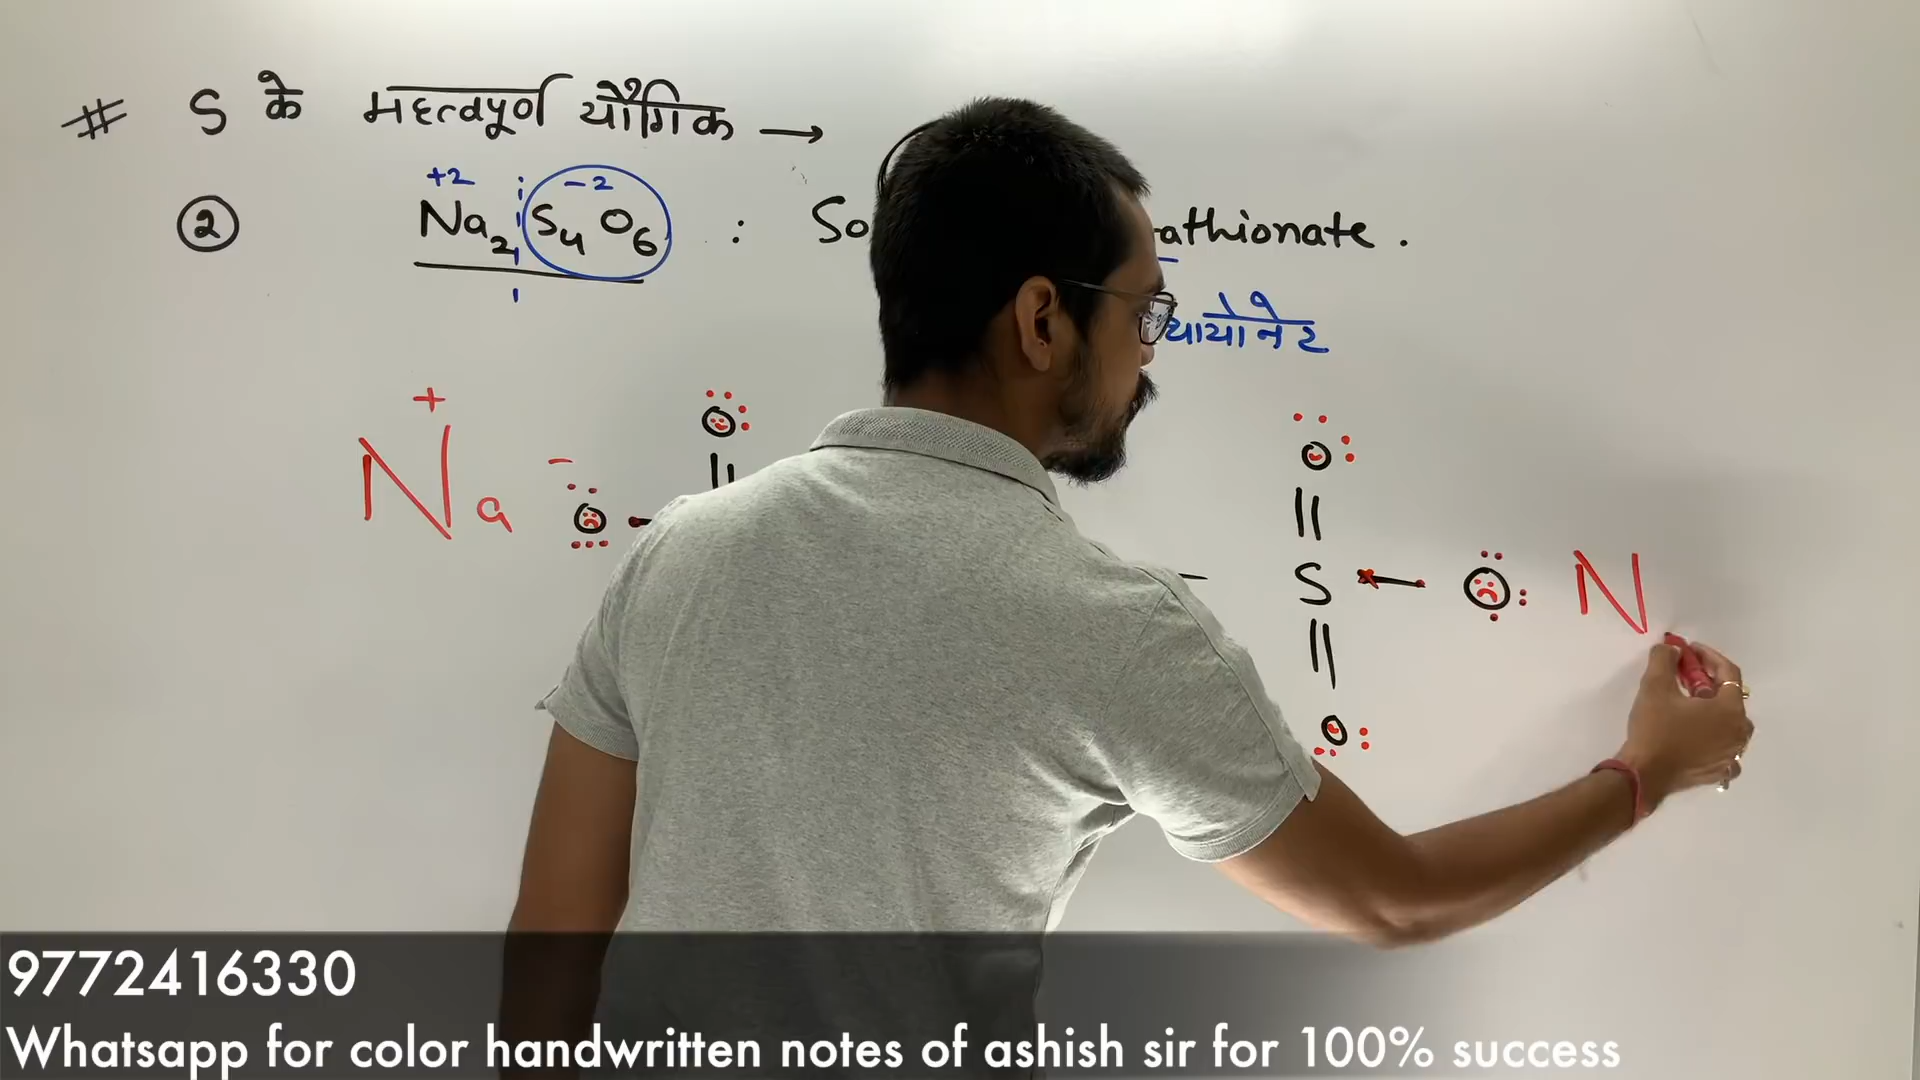 # S के महत्वपूर्ण यौगिक →
+2 -2
② Na2 S4O6 : So athionate .
थायोनेट
+
Na
-
O
O
||
O
||
S - O N
||
O
9772416330
Whatsapp for color handwritten notes of ashish sir for 100% success